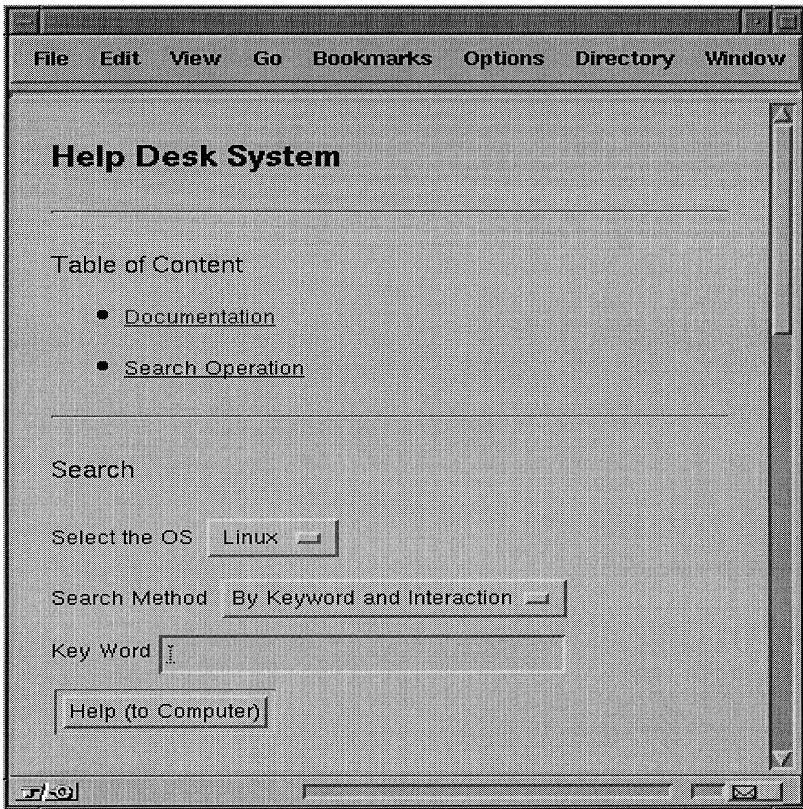 File Edit View Go Bookmarks Options Directory Window
Help Desk System
Table of Content
Documentation
Search Operation
Search
Select the OS Linux
Search Method By Keyword and Interaction
Key Word
Help (to Computer)